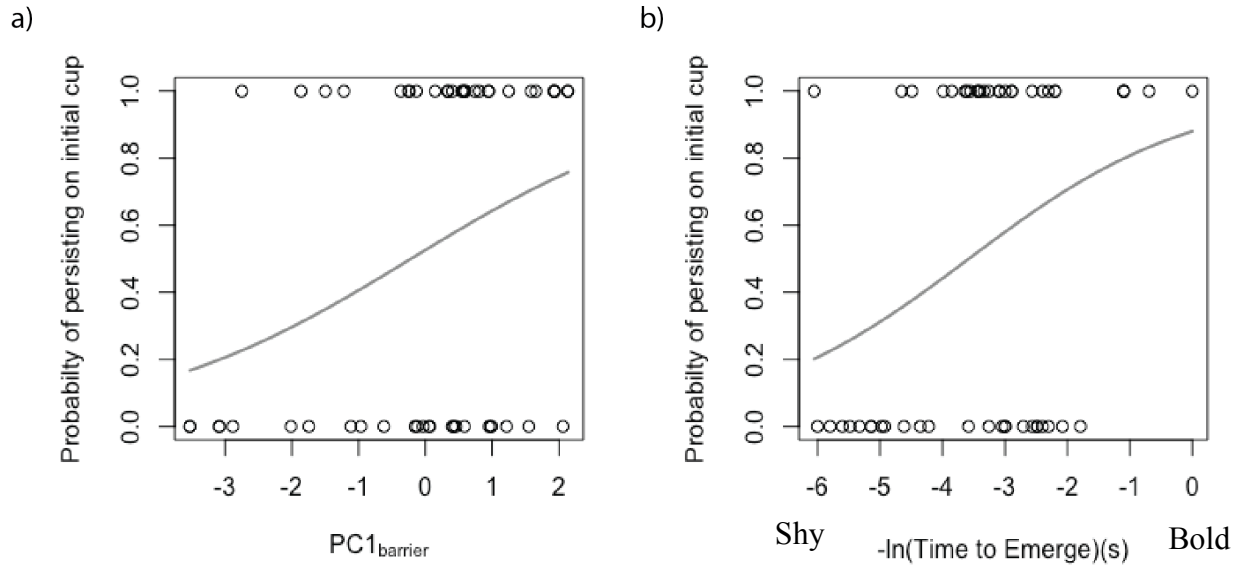 a)
Probabilty of persisting on initial cup
1.0
0.8
0.6
0.4
0.2
0.0
-3 -2 -1 0 1 2
PC1barrier
b)
Probabilty of persisting on initial cup
1.0
0.8
0.6
0.4
0.2
0.0
-6 -5 -4 -3 -2 -1 0
Shy -ln(Time to Emerge)(s) Bold